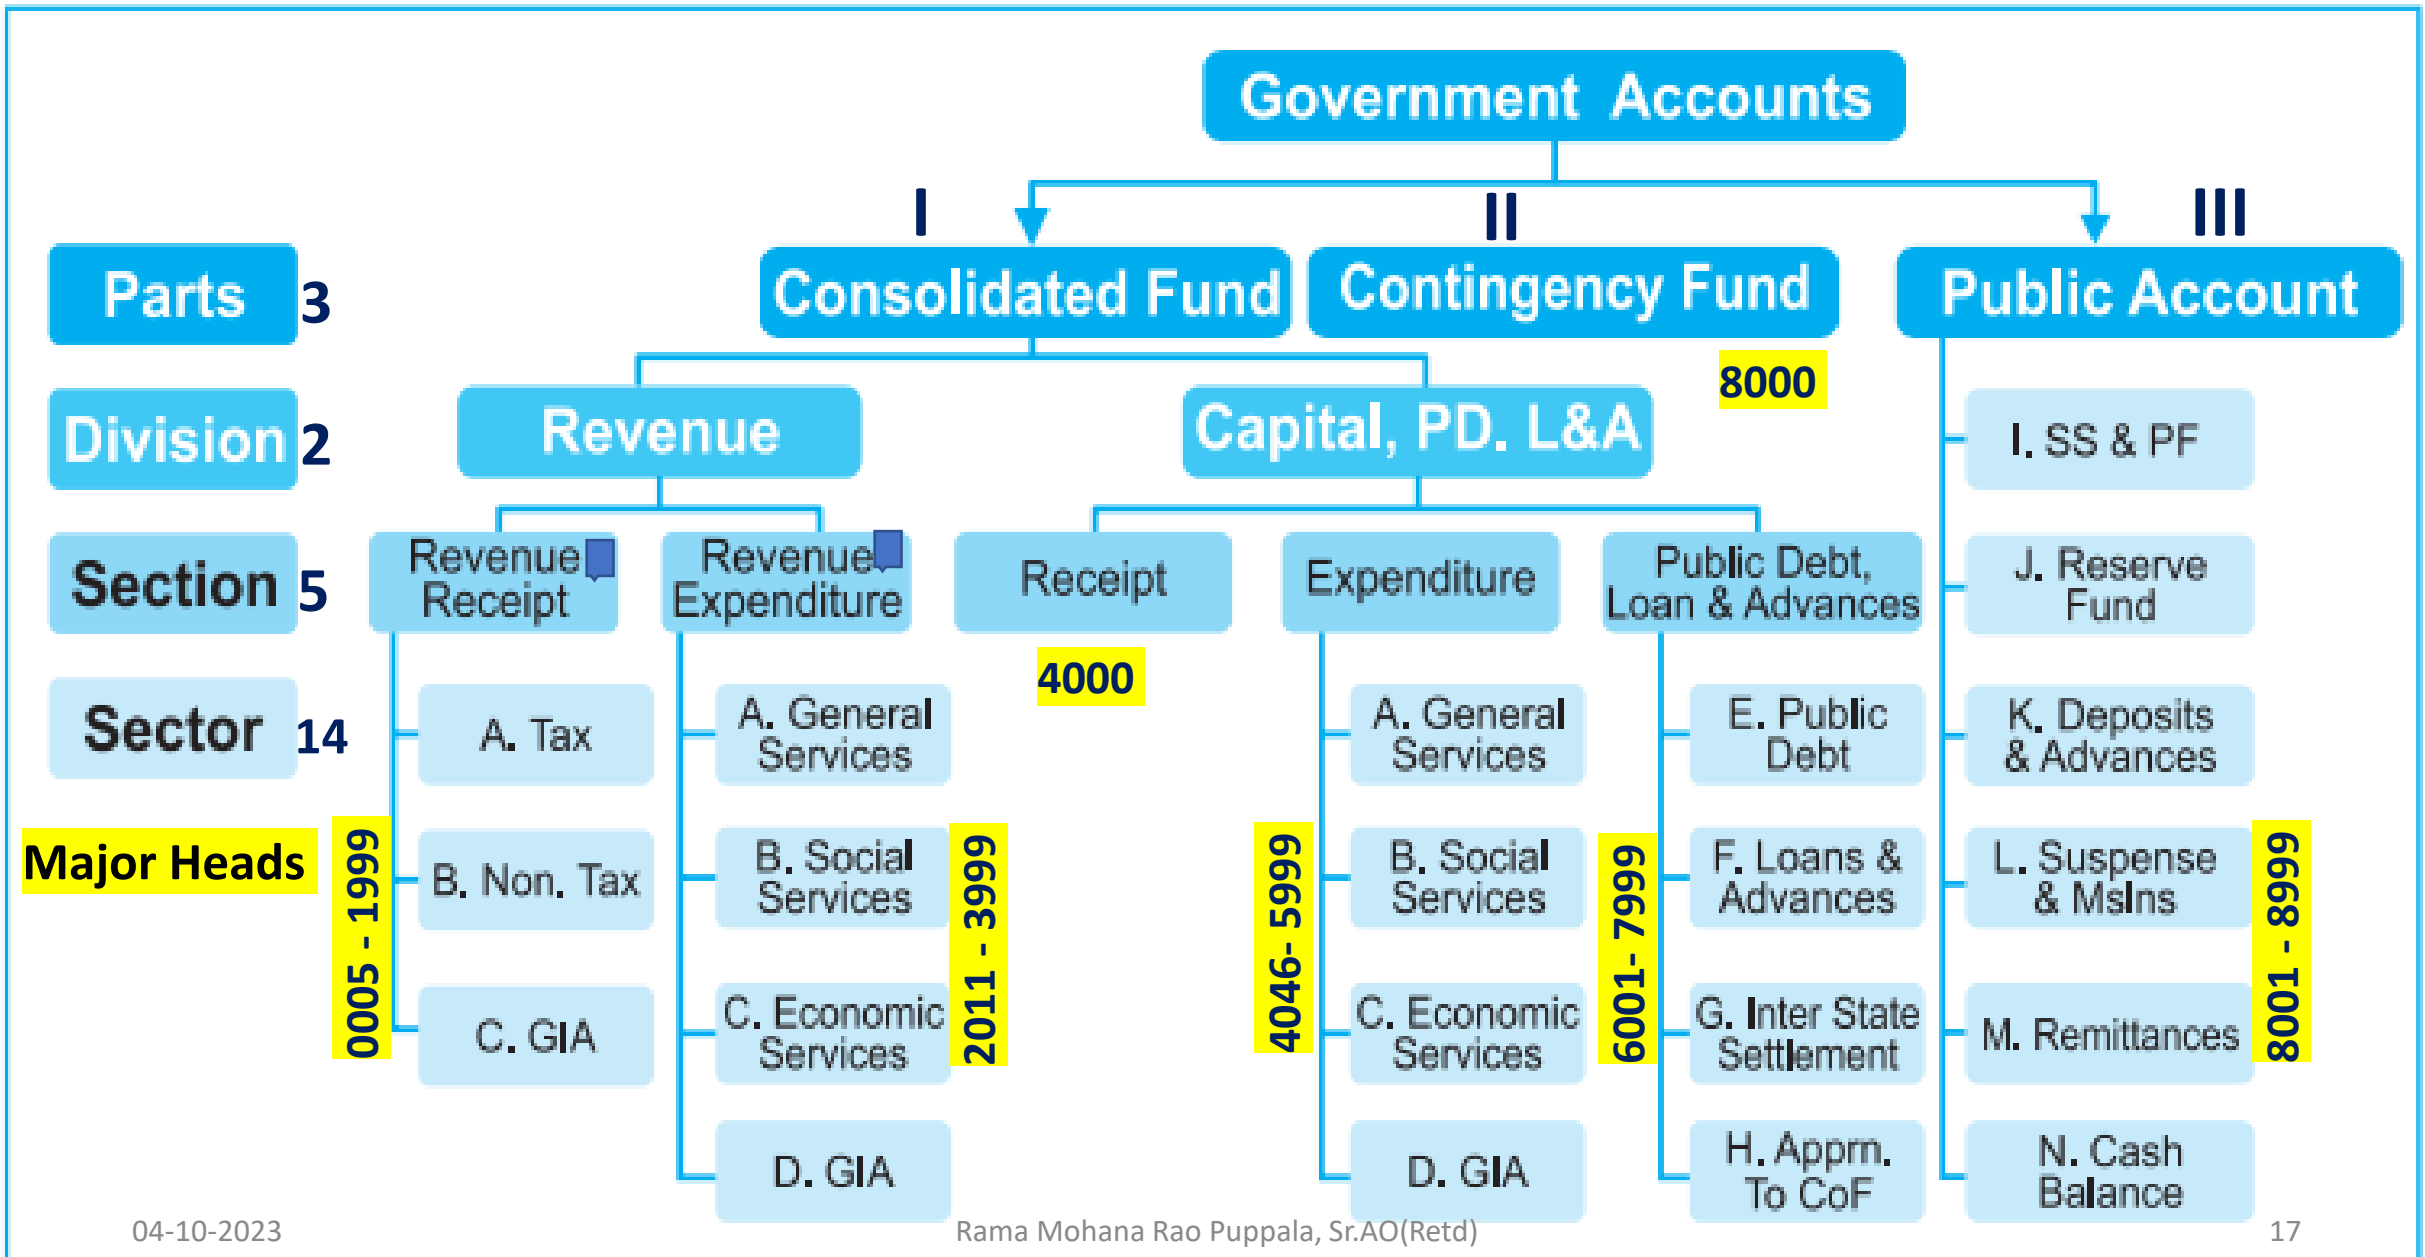 Government Accounts
I
II
III
Parts 3
Consolidated Fund
Contingency Fund
Public Account
8000
Division 2
Revenue
Capital, PD. L&A
I. SS & PF
Section 5
Revenue
Receipt
Revenue
Expenditure
Receipt
Expenditure
Public Debt,
Loan & Advances
J. Reserve
Fund
4000
Sector 14
A. Tax
A. General
Services
A. General
Services
E. Public
Debt
K. Deposits
& Advances
Major Heads
0005 - 1999
B. Non. Tax
B. Social
Services
2011 - 3999
4046- 5999
B. Social
Services
6001- 7999
F. Loans &
Advances
L. Suspense
& Mslns
8001 - 8999
C. GIA
C. Economic
Services
C. Economic
Services
G. Inter State
Settlement
M. Remittances
D. GIA
D. GIA
H. Apprn.
To CoF
N. Cash
Balance
04-10-2023
Rama Mohana Rao Puppala, Sr.AO(Retd)
17